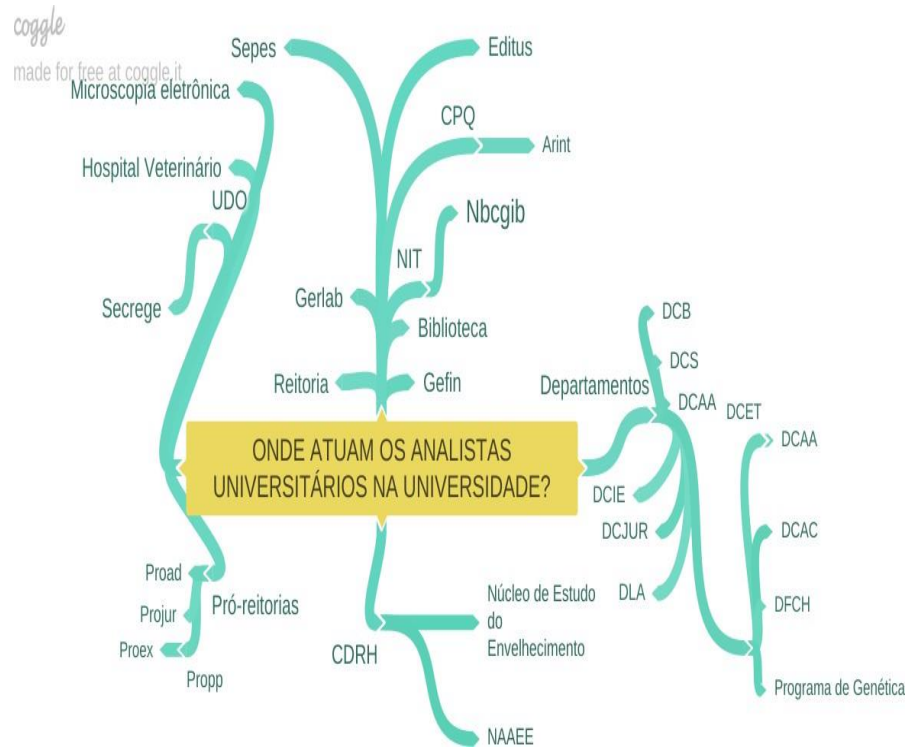 coggle
made for free at coggle.it
Sepes
Editus
Microscopia eletrônica
CPQ
Arint
Hospital Veterinário
UDO
Nbcgib
NIT
Secrege
Gerlab
Biblioteca
Reitoria
Gefin
DCB
DCS
Departamentos
DCAA
DCET
DCAA
ONDE ATUAM OS ANALISTAS
UNIVERSITÁRIOS NA UNIVERSIDADE?
DCIE
DCJUR
DCAC
DLA
DFCH
Programa de Genética
Proad
Projur
Pró-reitorias
Proex
Propp
CDRH
Núcleo de Estudo
do
Envelhecimento
NAAEE